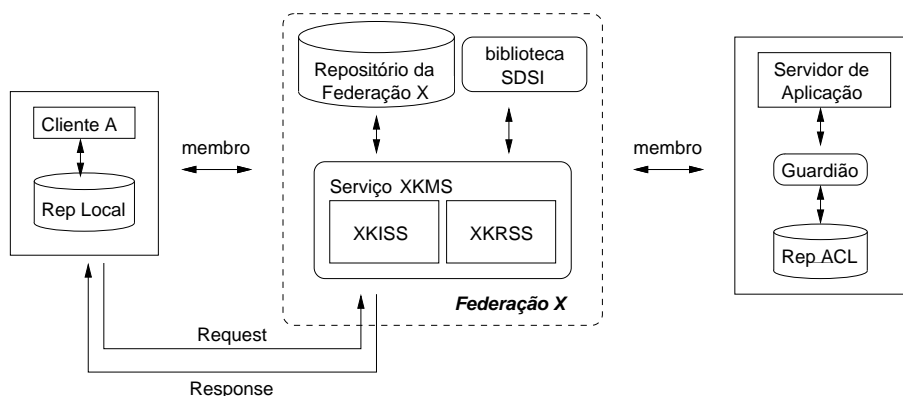 Cliente A
Rep Local
membro
Repositório da
Federação X
biblioteca
SDSI
Serviço XKMS
XKISS
XKRSS
Federação X
membro
Servidor de
Aplicação
Guardião
Rep ACL
Request
Response